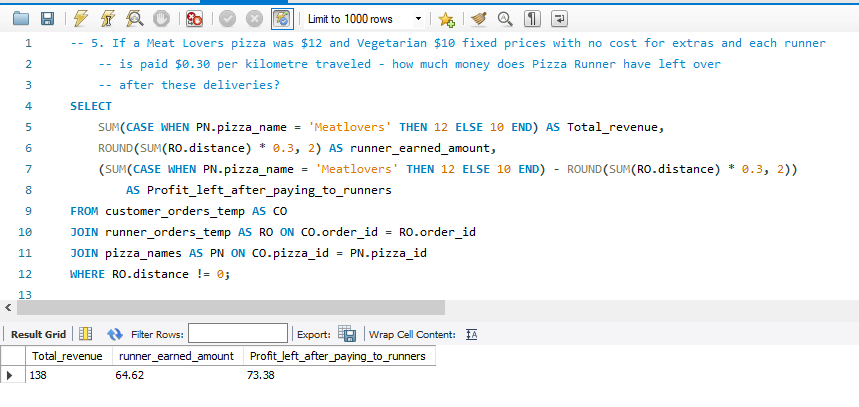 Limit to 1000 rows
1 -- 5. If a Meat Lovers pizza was $12 and Vegetarian $10 fixed prices with no cost for extras and each runner
2 -- is paid $0.30 per kilometre traveled - how much money does Pizza Runner have left over
3 -- after these deliveries?
4 SELECT
5 SUM(CASE WHEN PN.pizza_name = 'Meatlovers' THEN 12 ELSE 10 END) AS Total_revenue,
6 ROUND(SUM(RO.distance) * 0.3, 2) AS runner_earned_amount,
7 (SUM(CASE WHEN PN.pizza_name = 'Meatlovers' THEN 12 ELSE 10 END) - ROUND(SUM(RO.distance) * 0.3, 2))
8 AS Profit_left_after_paying_to_runners
9 FROM customer_orders_temp AS CO
10 JOIN runner_orders_temp AS RO ON CO.order_id = RO.order_id
11 JOIN pizza_names AS PN ON CO.pizza_id = PN.pizza_id
12 WHERE RO.distance != 0;
13
Result Grid Filter Rows: Export: Wrap Cell Content: IA
Total_revenue runner_earned_amount Profit_left_after_paying_to_runners
138 64.62 73.38